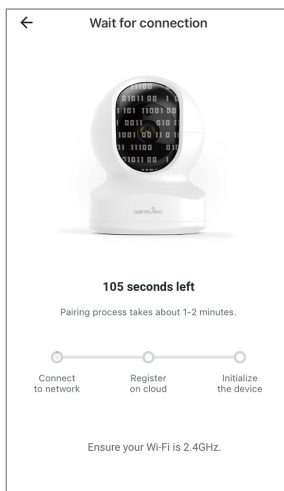 Wait for connection
wansview
105 seconds left
Pairing process takes about 1-2 minutes.
Connect
to network
Register
on cloud
Initialize
the device
Ensure your Wi-Fi is 2.4GHz.